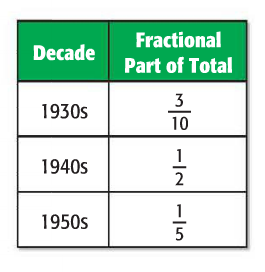 Decade Fractional Part of Total
1930s 3/10
1940s 1/2
1950s 1/5